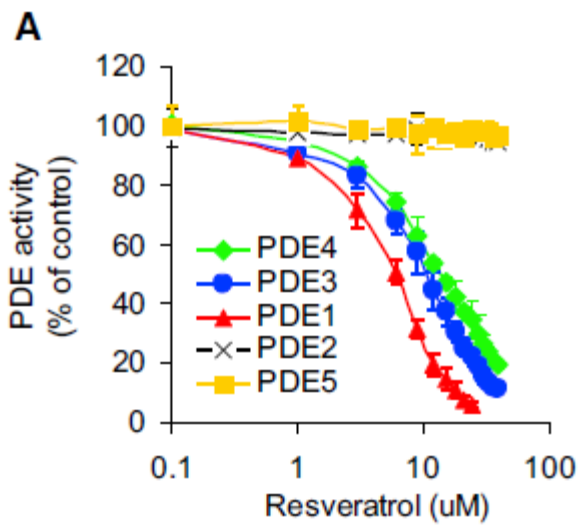 A
120
100
80
60
40
20
0
PDE activity
(% of control)
PDE4
PDE3
PDE1
PDE2
PDE5
0.1 1 10 100
Resveratrol (uM)